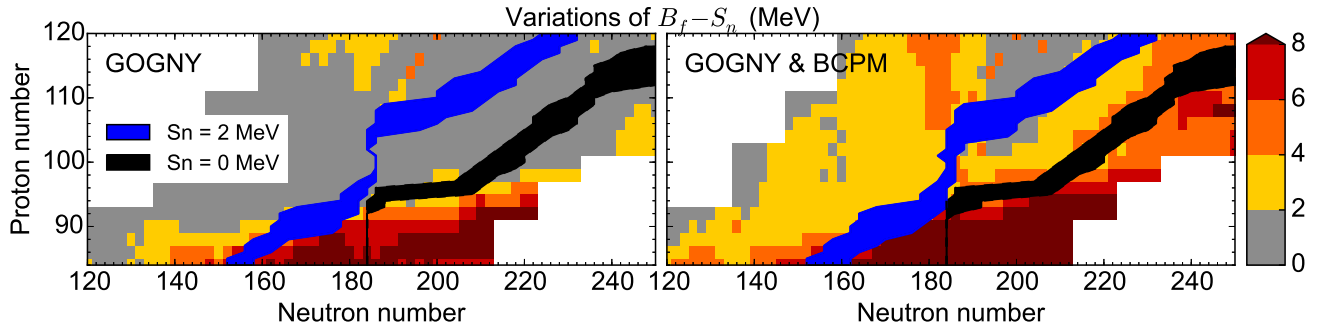 Variations of B_f−S_n (MeV)
GOGNY
GOGNY & BCPM
Sn = 2 MeV
Sn = 0 MeV
Proton number
120
110
100
90
120 140 160 180 200 220 240
120 140 160 180 200 220 240
Neutron number
Neutron number
8
6
4
2
0